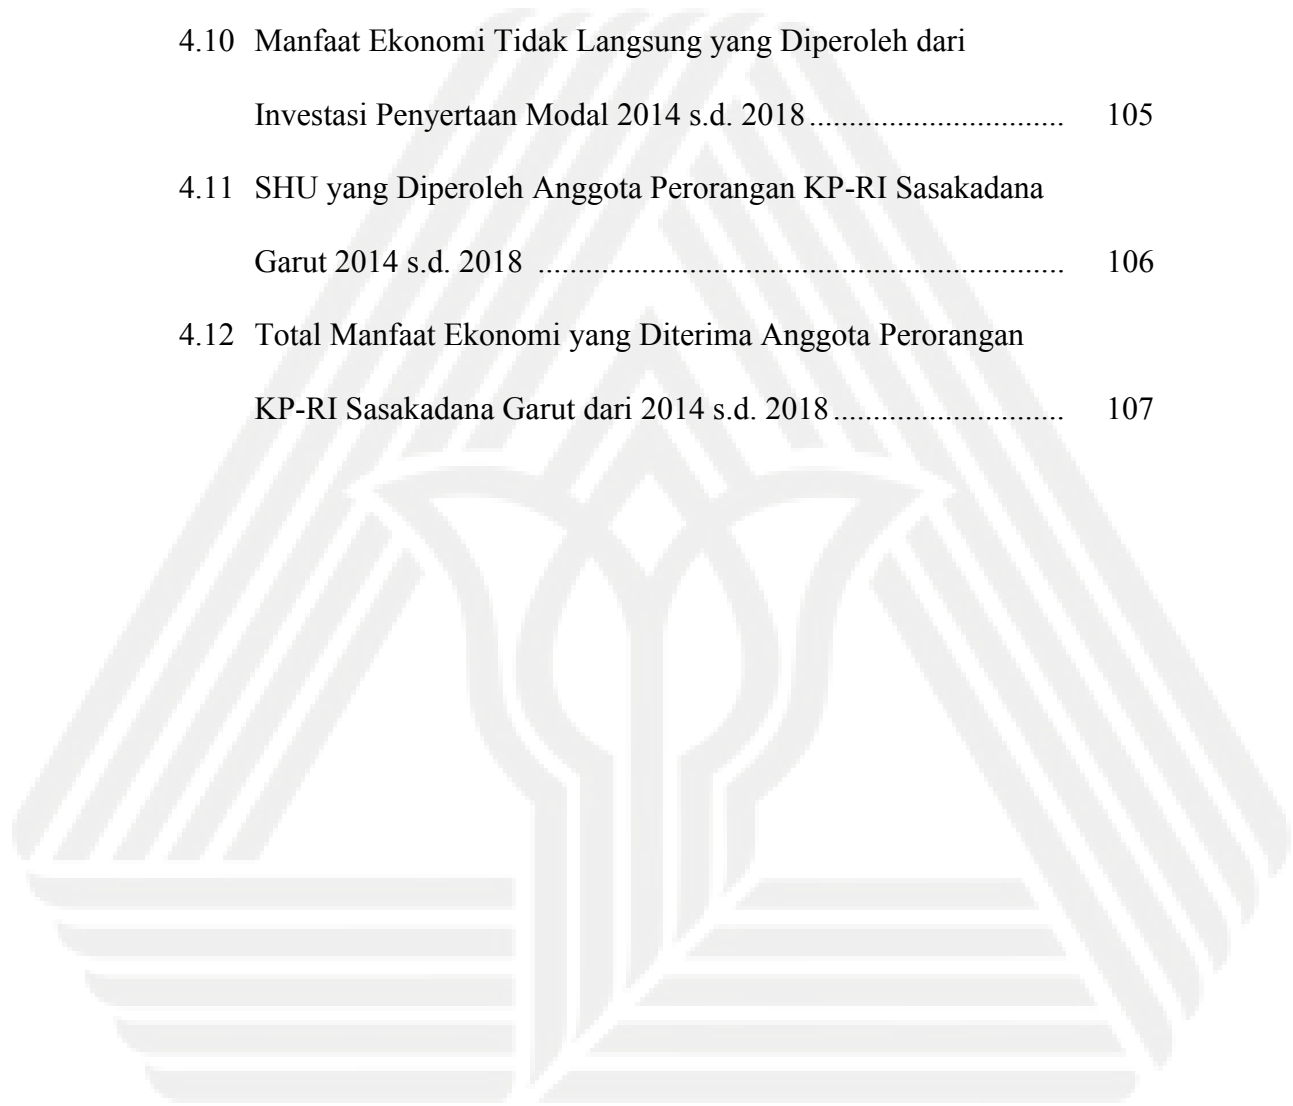 4.10 Manfaat Ekonomi Tidak Langsung yang Diperoleh dari
Investasi Penyertaan Modal 2014 s.d. 2018 ............................... 105
4.11 SHU yang Diperoleh Anggota Perorangan KP-RI Sasakadana
Garut 2014 s.d. 2018 ................................................................. 106
4.12 Total Manfaat Ekonomi yang Diterima Anggota Perorangan
KP-RI Sasakadana Garut dari 2014 s.d. 2018 ............................ 107